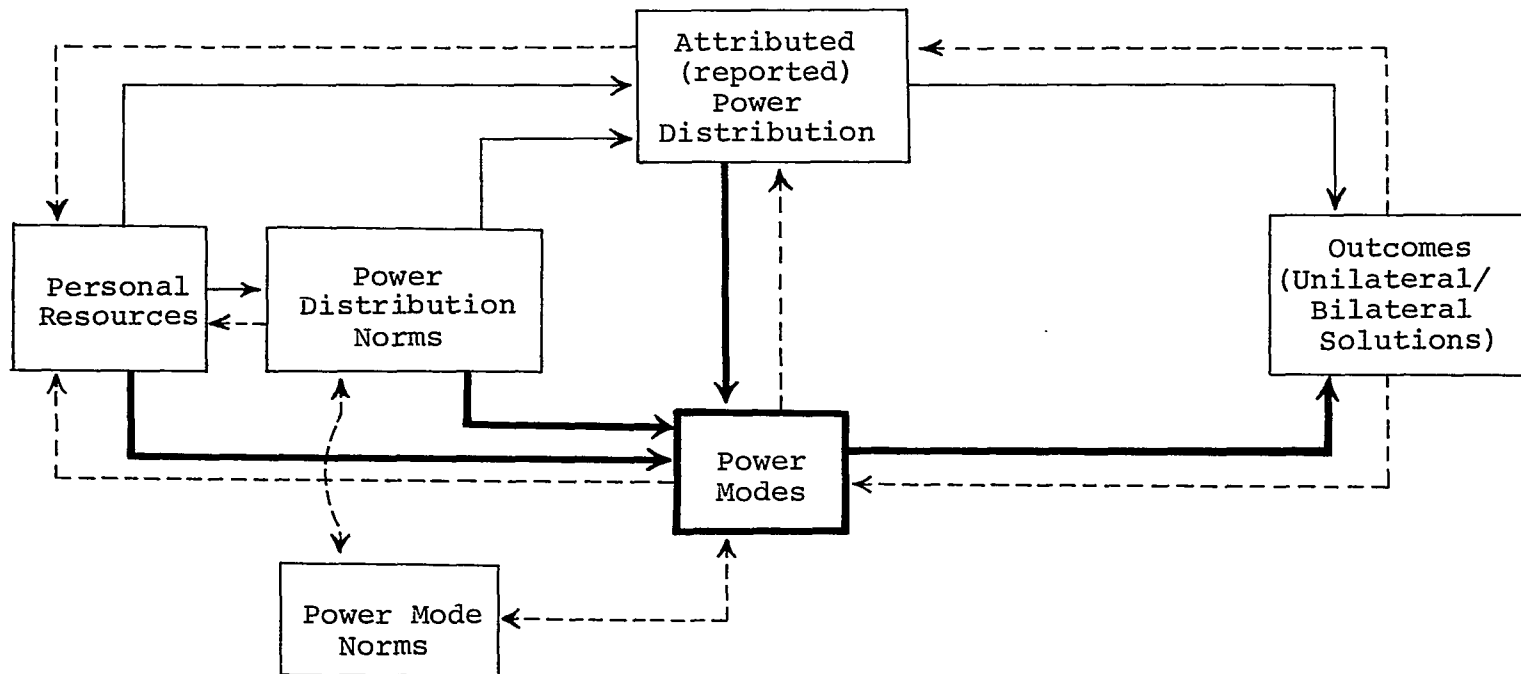 Attributed
(reported)
Power
Distribution
Personal
Resources
Power
Distribution
Norms
Outcomes
(Unilateral/
Bilateral
Solutions)
Power
Modes
Power Mode
Norms